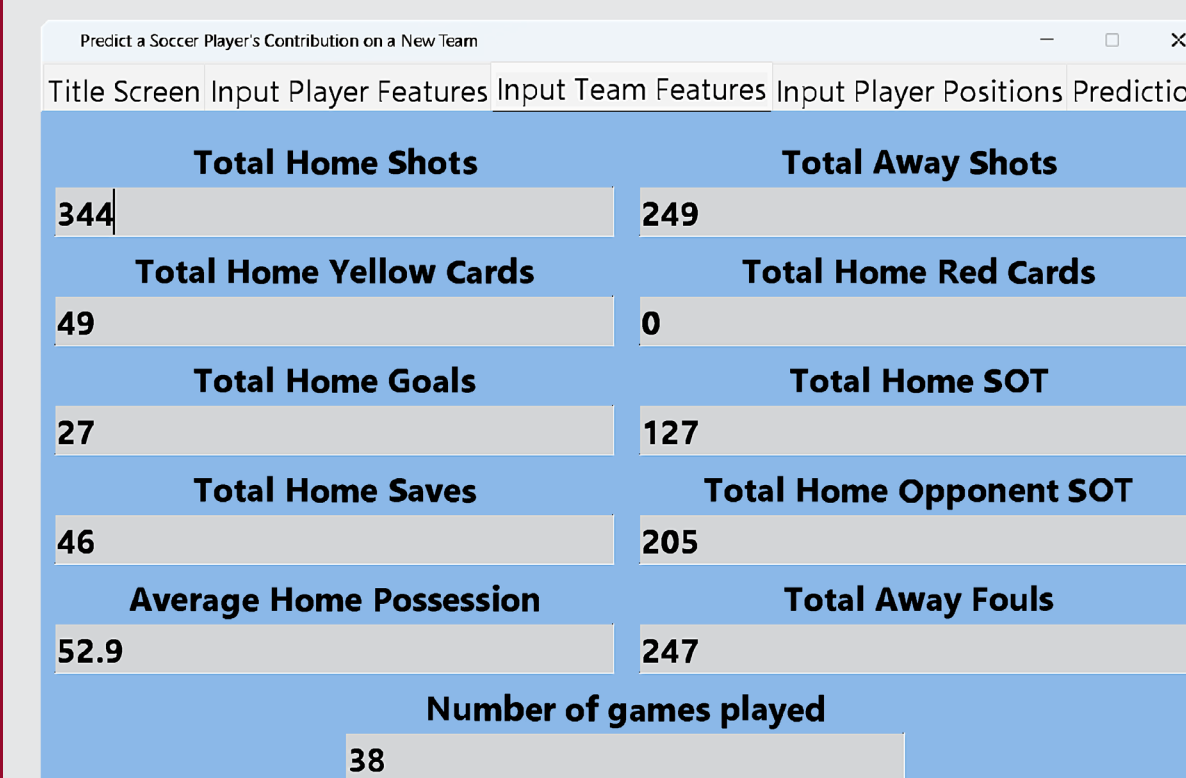 Predict a Soccer Player's Contribution on a New Team
Title Screen Input Player Features Input Team Features Input Player Positions Predictio
Total Home Shots Total Away Shots
344 249
Total Home Yellow Cards Total Home Red Cards
49 0
Total Home Goals Total Home SOT
27 127
Total Home Saves Total Home Opponent SOT
46 205
Average Home Possession Total Away Fouls
52.9 247
Number of games played
38